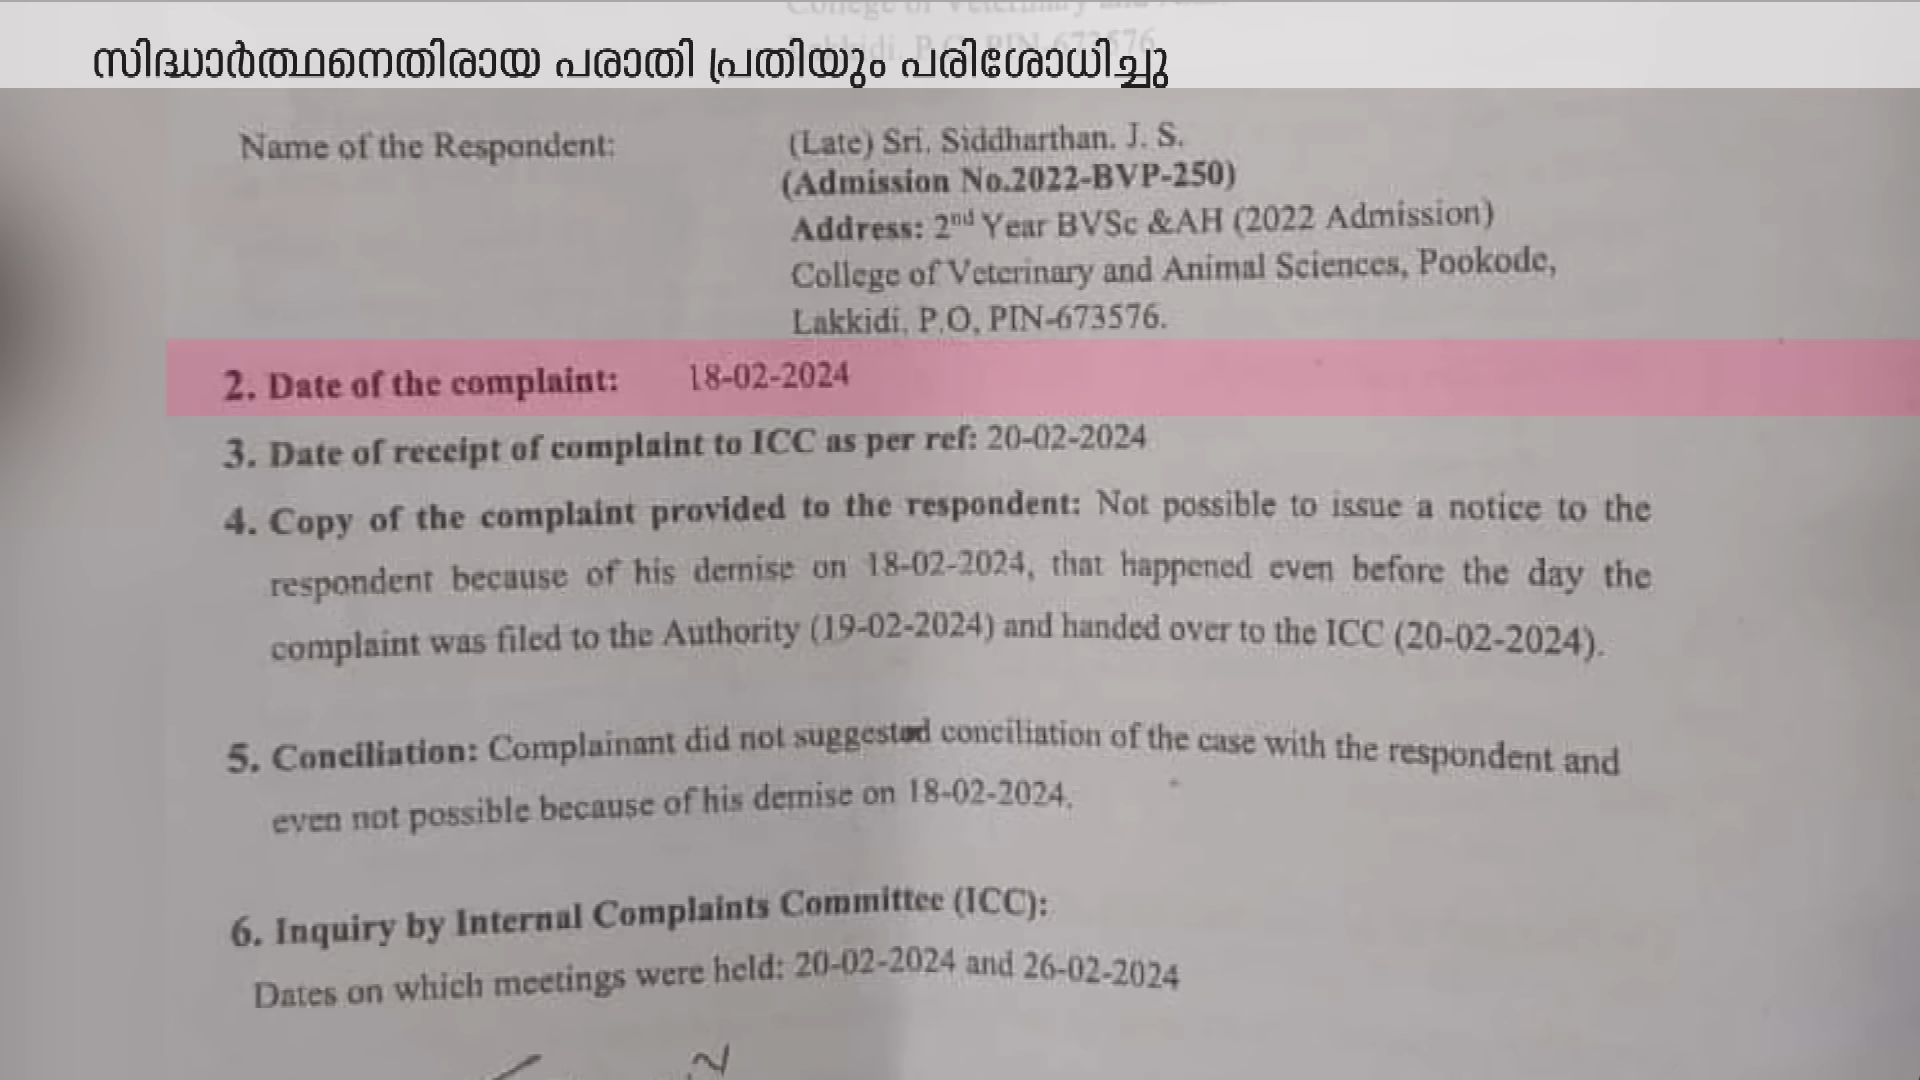 College of Veterinary and
Lakkidi, P.O, PIN-673576
സിദ്ധാർത്ഥനെതിരായ പരാതി പ്രതിയും പരിശോധിച്ചു
Name of the Respondent: (Late) Sri. Siddharthan. J. S.
(Admission No.2022-BVP-250)
Address: 2nd Year BVSc &AH (2022 Admission)
College of Veterinary and Animal Sciences, Pookode,
Lakkidi, P.O, PIN-673576.
2. Date of the complaint: 18-02-2024
3. Date of receipt of complaint to ICC as per ref: 20-02-2024
4. Copy of the complaint provided to the respondent: Not possible to issue a notice to the
respondent because of his demise on 18-02-2024, that happened even before the day the
complaint was filed to the Authority (19-02-2024) and handed over to the ICC (20-02-2024).
5. Conciliation: Complainant did not suggested conciliation of the case with the respondent and
even not possible because of his demise on 18-02-2024.
6. Inquiry by Internal Complaints Committee (ICC):
Dates on which meetings were held: 20-02-2024 and 26-02-2024